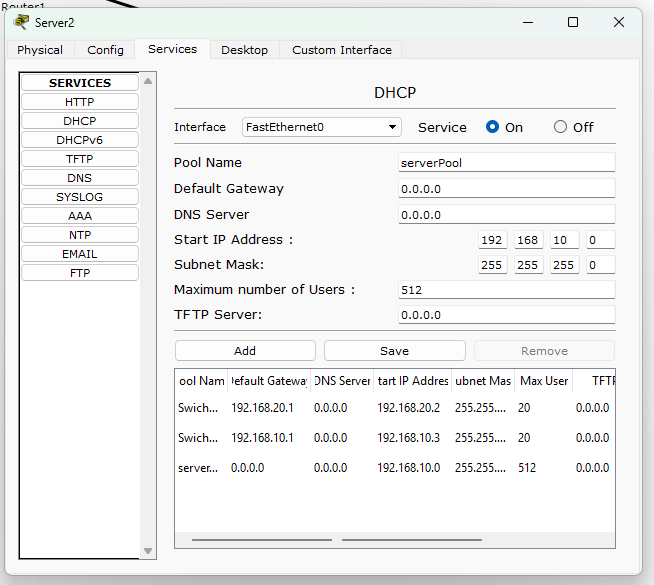 Router1
Server2
Physical Config Services Desktop Custom Interface
SERVICES
HTTP
DHCP
DHCPv6
TFTP
DNS
SYSLOG
AAA
NTP
EMAIL
FTP
DHCP
Interface FastEthernet0 Service On Off
Pool Name serverPool
Default Gateway 0.0.0.0
DNS Server 0.0.0.0
Start IP Address : 192 168 10 0
Subnet Mask: 255 255 255 0
Maximum number of Users : 512
TFTP Server: 0.0.0.0
Add Save Remove
ool Nam efault Gateway DNS Server tart IP Addres ubnet Mas Max User TFTP
Swich... 192.168.20.1 0.0.0.0 192.168.20.2 255.255.... 20 0.0.0.0
Swich... 192.168.10.1 0.0.0.0 192.168.10.3 255.255.... 20 0.0.0.0
server... 0.0.0.0 0.0.0.0 192.168.10.0 255.255.... 512 0.0.0.0